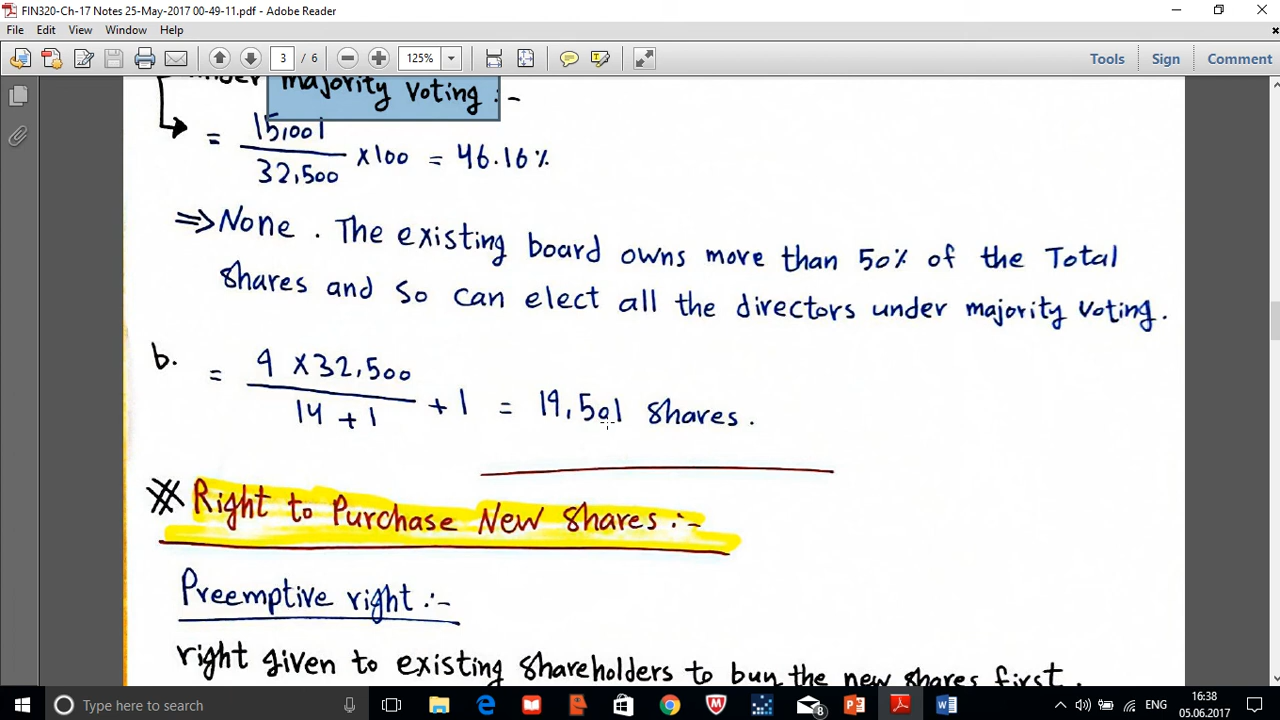 FIN320-Ch-17 Notes 25-May-2017 00-49-11.pdf - Adobe Reader
File Edit View Window Help
3 / 6 125% Tools Sign Comment
under majority voting :-
= 15,001 / 32,500 x100 = 46.16%
⇒ None . The existing board owns more than 50% of the Total
shares and so can elect all the directors under majority voting.
b. = 9 x 32,500 / 14 + 1 + 1 = 19,501 shares.
Right to Purchase New shares :-
Preemptive right :-
right given to existing shareholders to buy the new shares first.
Type here to search 8 ENG 16:38
05.06.2017